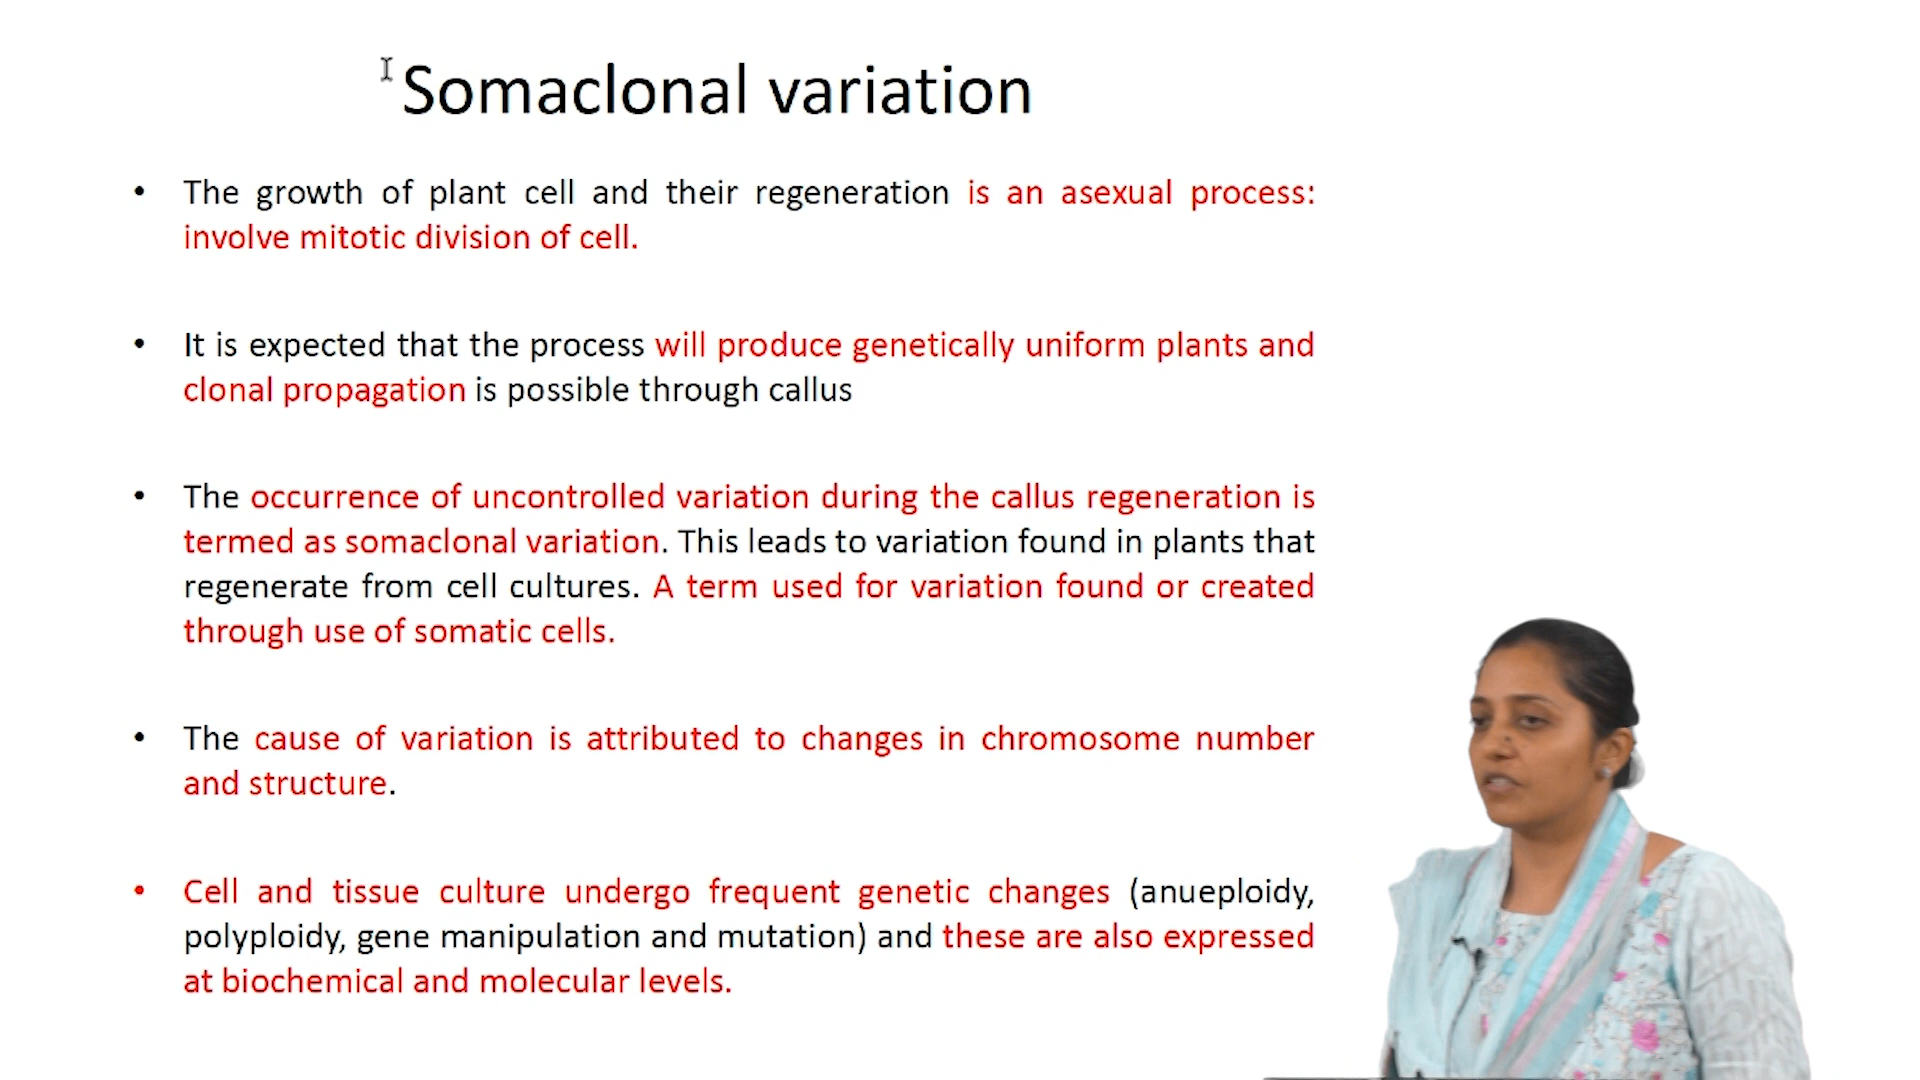 Somaclonal variation
• The growth of plant cell and their regeneration is an asexual process:
involve mitotic division of cell.
• It is expected that the process will produce genetically uniform plants and
clonal propagation is possible through callus
• The occurrence of uncontrolled variation during the callus regeneration is
termed as somaclonal variation. This leads to variation found in plants that
regenerate from cell cultures. A term used for variation found or created
through use of somatic cells.
• The cause of variation is attributed to changes in chromosome number
and structure.
• Cell and tissue culture undergo frequent genetic changes (anueploidy,
polyploidy, gene manipulation and mutation) and these are also expressed
at biochemical and molecular levels.